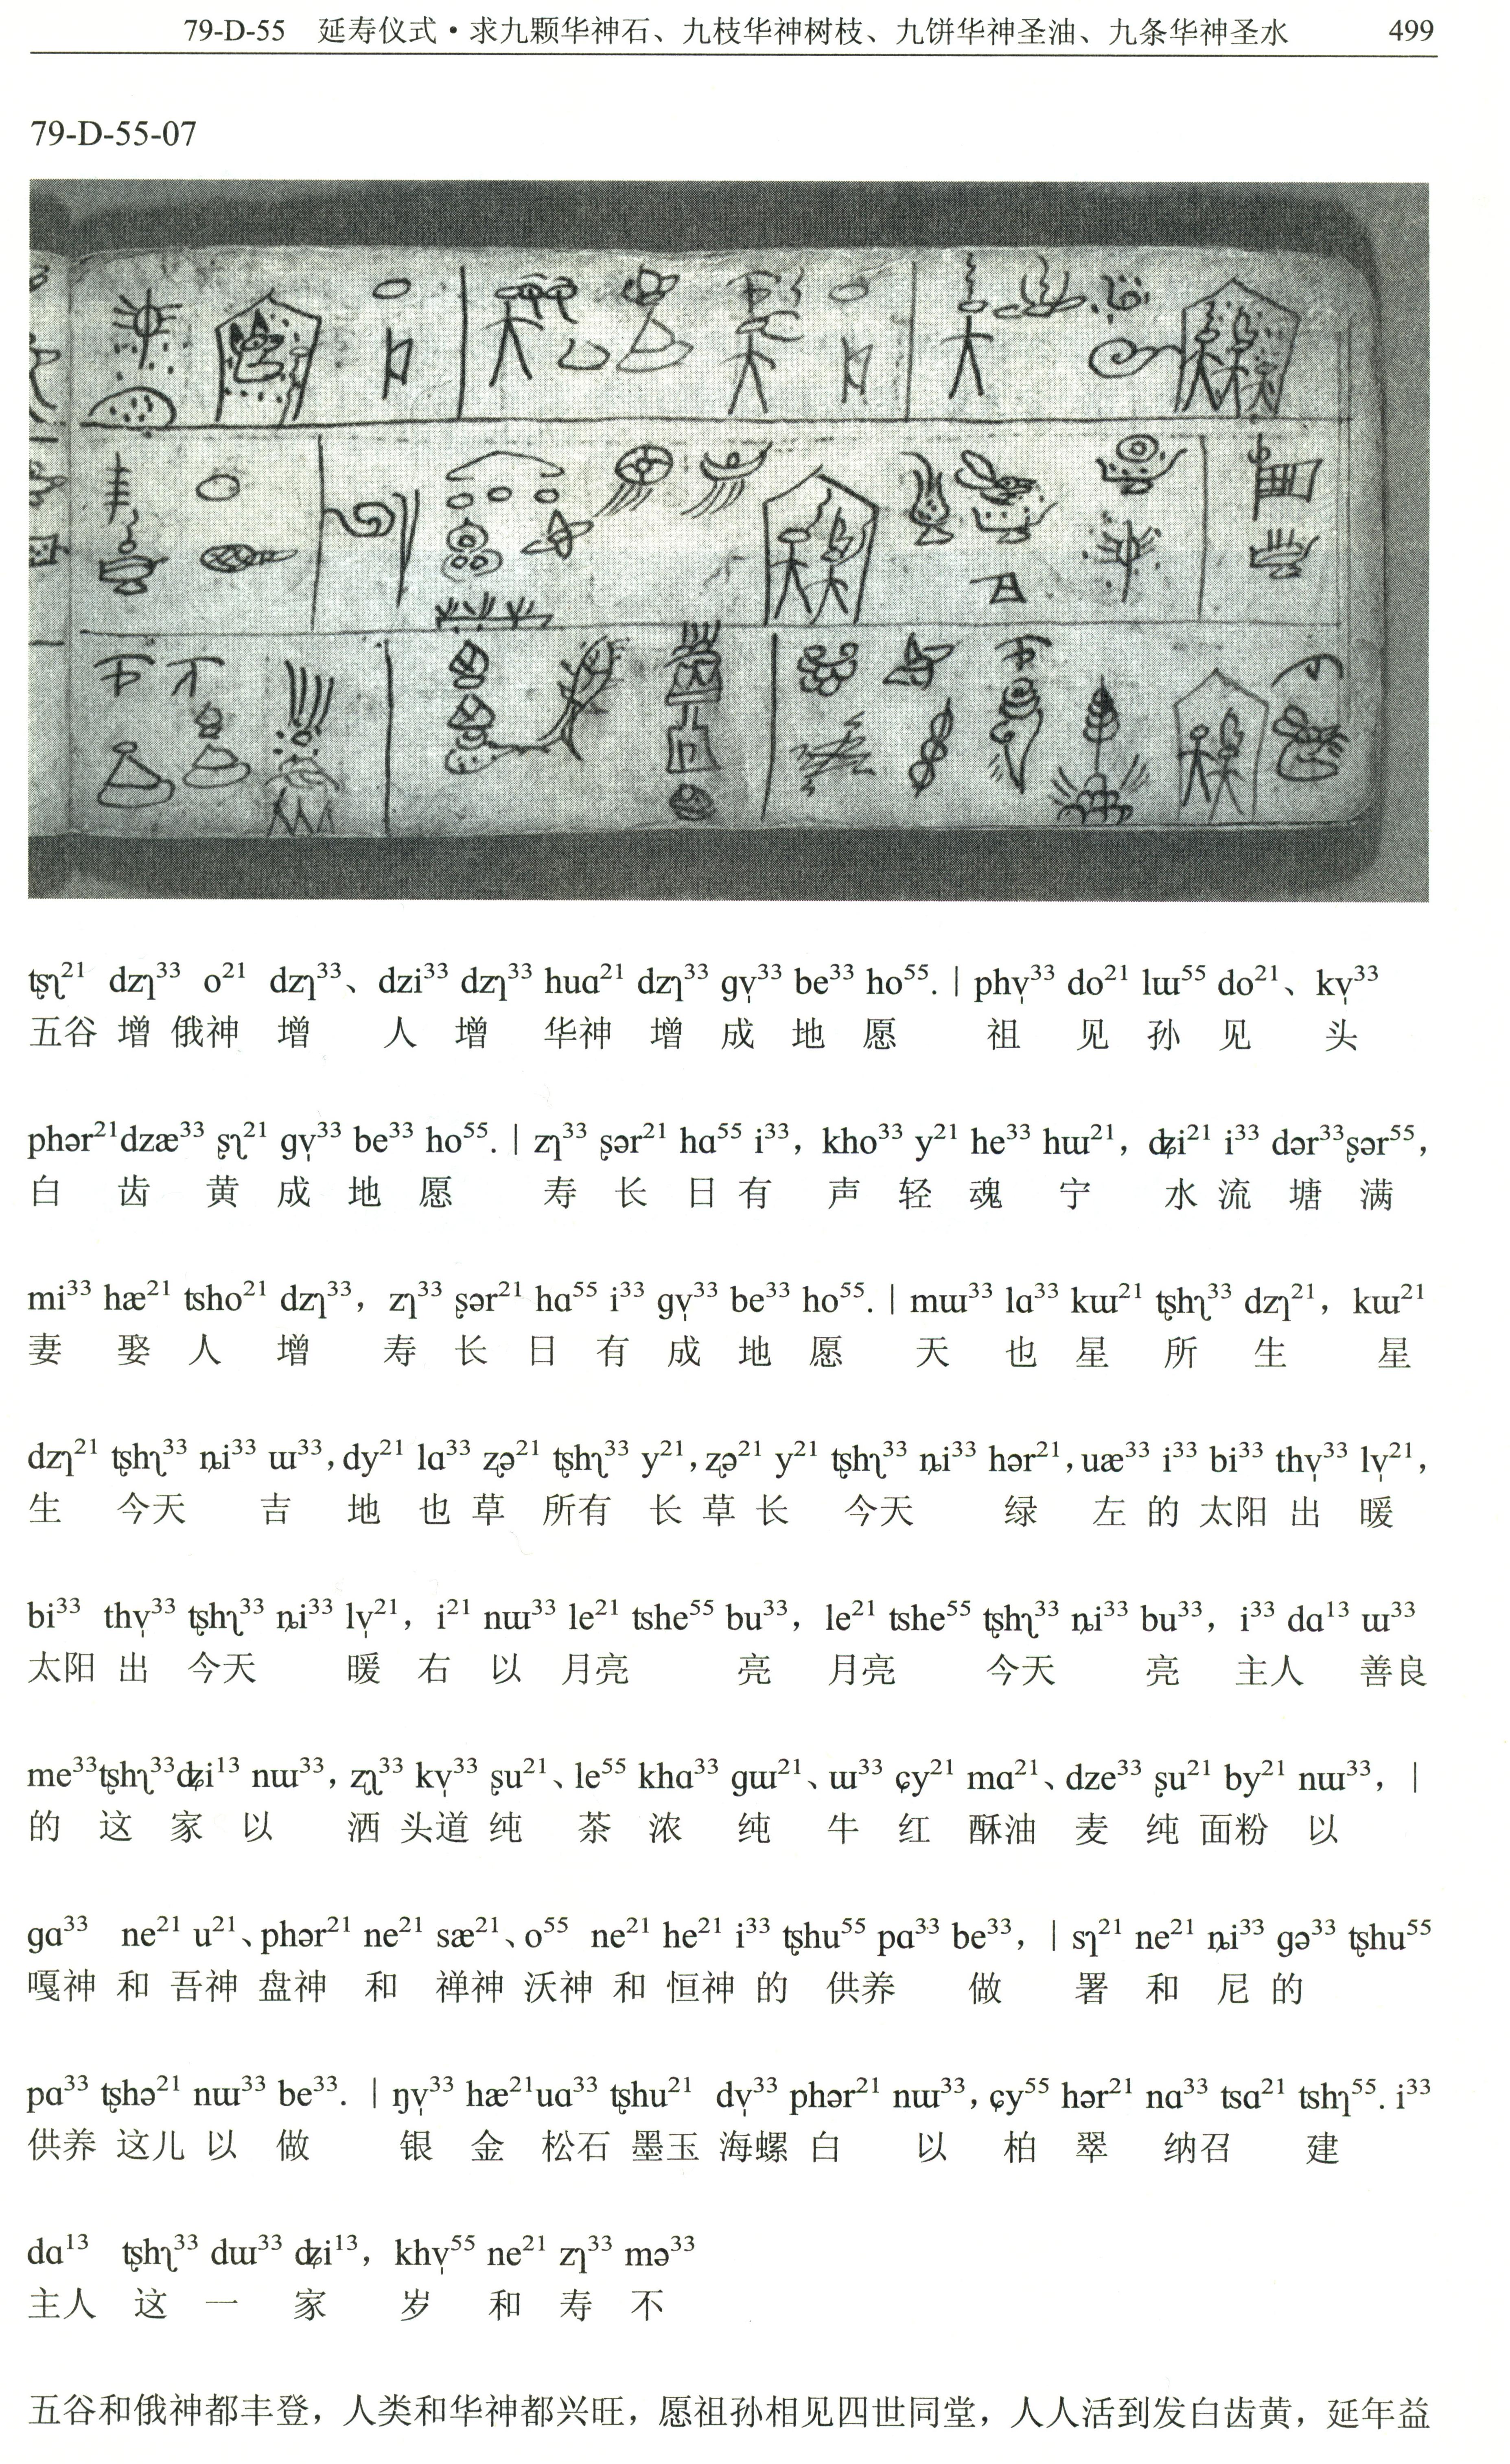 79-D-55 延寿仪式·求九颗华神石、九枝华神树枝、九饼华神圣油、九条华神圣水 499
79-D-55-07
tʂʅ²¹ dzʅ³³ o²¹ dzʅ³³、dzi³³ dzʅ³³ huɑ²¹ dzʅ³³ gv̩³³ be³³ ho⁵⁵. | phv̩³³ do²¹ lɯ⁵⁵ do²¹、kv̩³³
五谷 增 俄神 增 人 增 华神 增 成 地 愿 祖 见 孙 见 头
phər²¹dzæ³³ ʂʅ²¹ gv̩³³ be³³ ho⁵⁵. | zʅ³³ ʂər²¹ hɑ⁵⁵ i³³, kho³³ y²¹ he³³ hɯ²¹, dʑi²¹ i³³ dər³³ʂər⁵⁵,
白 齿 黄 成 地 愿 寿 长 日 有 声 轻 魂 宁 水 流 塘 满
mi³³ hæ²¹ tsho²¹ dzʅ³³, zʅ³³ ʂər²¹ hɑ⁵⁵ i³³ gv̩³³ be³³ ho⁵⁵. | mɯ³³ lɑ³³ kɯ²¹ tʂhʅ³³ dzʅ²¹, kɯ²¹
妻 娶 人 增 寿 长 日 有 成 地 愿 天 也 星 所 生 星
dzʅ²¹ tʂhʅ³³ ȵi³³ ɯ³³, dy²¹ lɑ³³ ʐə²¹ tʂhʅ³³ y²¹, ʐə²¹ y²¹ tʂhʅ³³ ȵi³³ hər²¹, uæ³³ i³³ bi³³ thv̩³³ lv̩²¹,
生 今天 吉 地 也 草 所有 长 草 长 今天 绿 左 的 太阳 出 暖
bi³³ thv̩³³ tʂhʅ³³ ȵi³³ lv̩²¹, i²¹ nɯ³³ le²¹ tshe⁵⁵ bu³³, le²¹ tshe⁵⁵ tʂhʅ³³ ȵi³³ bu³³, i³³ dɑ¹³ ɯ³³
太阳 出 今天 暖 右 以 月亮 亮 月亮 今天 亮 主人 善良
me³³tʂhʅ³³dʑi¹³ nɯ³³, ʐʅ³³ kv̩³³ ʂu²¹、le⁵⁵ khɑ³³ gɯ²¹、ɯ³³ ɕy²¹ mɑ²¹、dze³³ ʂu²¹ by²¹ nɯ³³, |
的 这 家 以 洒 头道 纯 茶 浓 纯 牛 红 酥油 麦 纯 面粉 以
gɑ³³ ne²¹ u²¹、phər²¹ ne²¹ sæ²¹、o⁵⁵ ne²¹ he²¹ i³³ tʂhu⁵⁵ pɑ³³ be³³, | sʅ²¹ ne²¹ ȵi³³ gə³³ tʂhu⁵⁵
嘎神 和 吾神 盘神 和 禅神 沃神 和 恒神 的 供养 做 署 和 尼 的
pɑ³³ tʂhə²¹ nɯ³³ be³³. | ŋv̩³³ hæ²¹uɑ³³ tʂhu²¹ dv̩³³ phər²¹ nɯ³³, ɕy⁵⁵ hər²¹ nɑ³³ tsɑ²¹ tshʅ⁵⁵. i³³
供养 这儿 以 做 银 金 松石 墨玉 海螺 白 以 柏 翠 纳召 建
dɑ¹³ tʂhʅ³³ dɯ³³ dʑi¹³, khv̩⁵⁵ ne²¹ zʅ³³ mə³³
主人 这 一 家 岁 和 寿 不
五谷和俄神都丰登，人类和华神都兴旺，愿祖孙相见四世同堂，人人活到发白齿黄，延年益